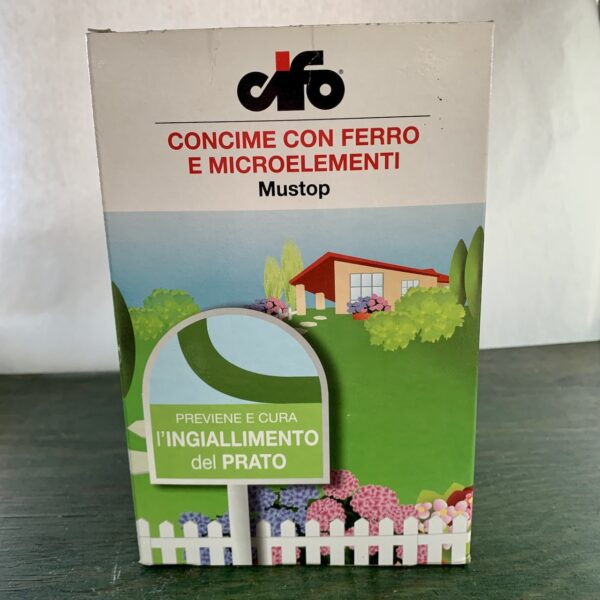 cifo®
CONCIME CON FERRO
E MICROELEMENTI
Mustop
PREVIENE E CURA
l'INGIALLIMENTO
del PRATO